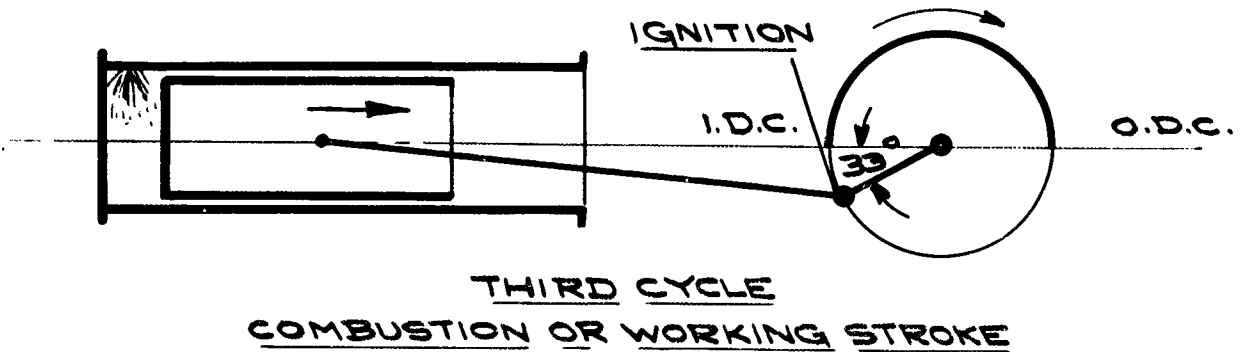 IGNITION
I.D.C.
O.D.C.
33°
THIRD CYCLE
COMBUSTION OR WORKING STROKE